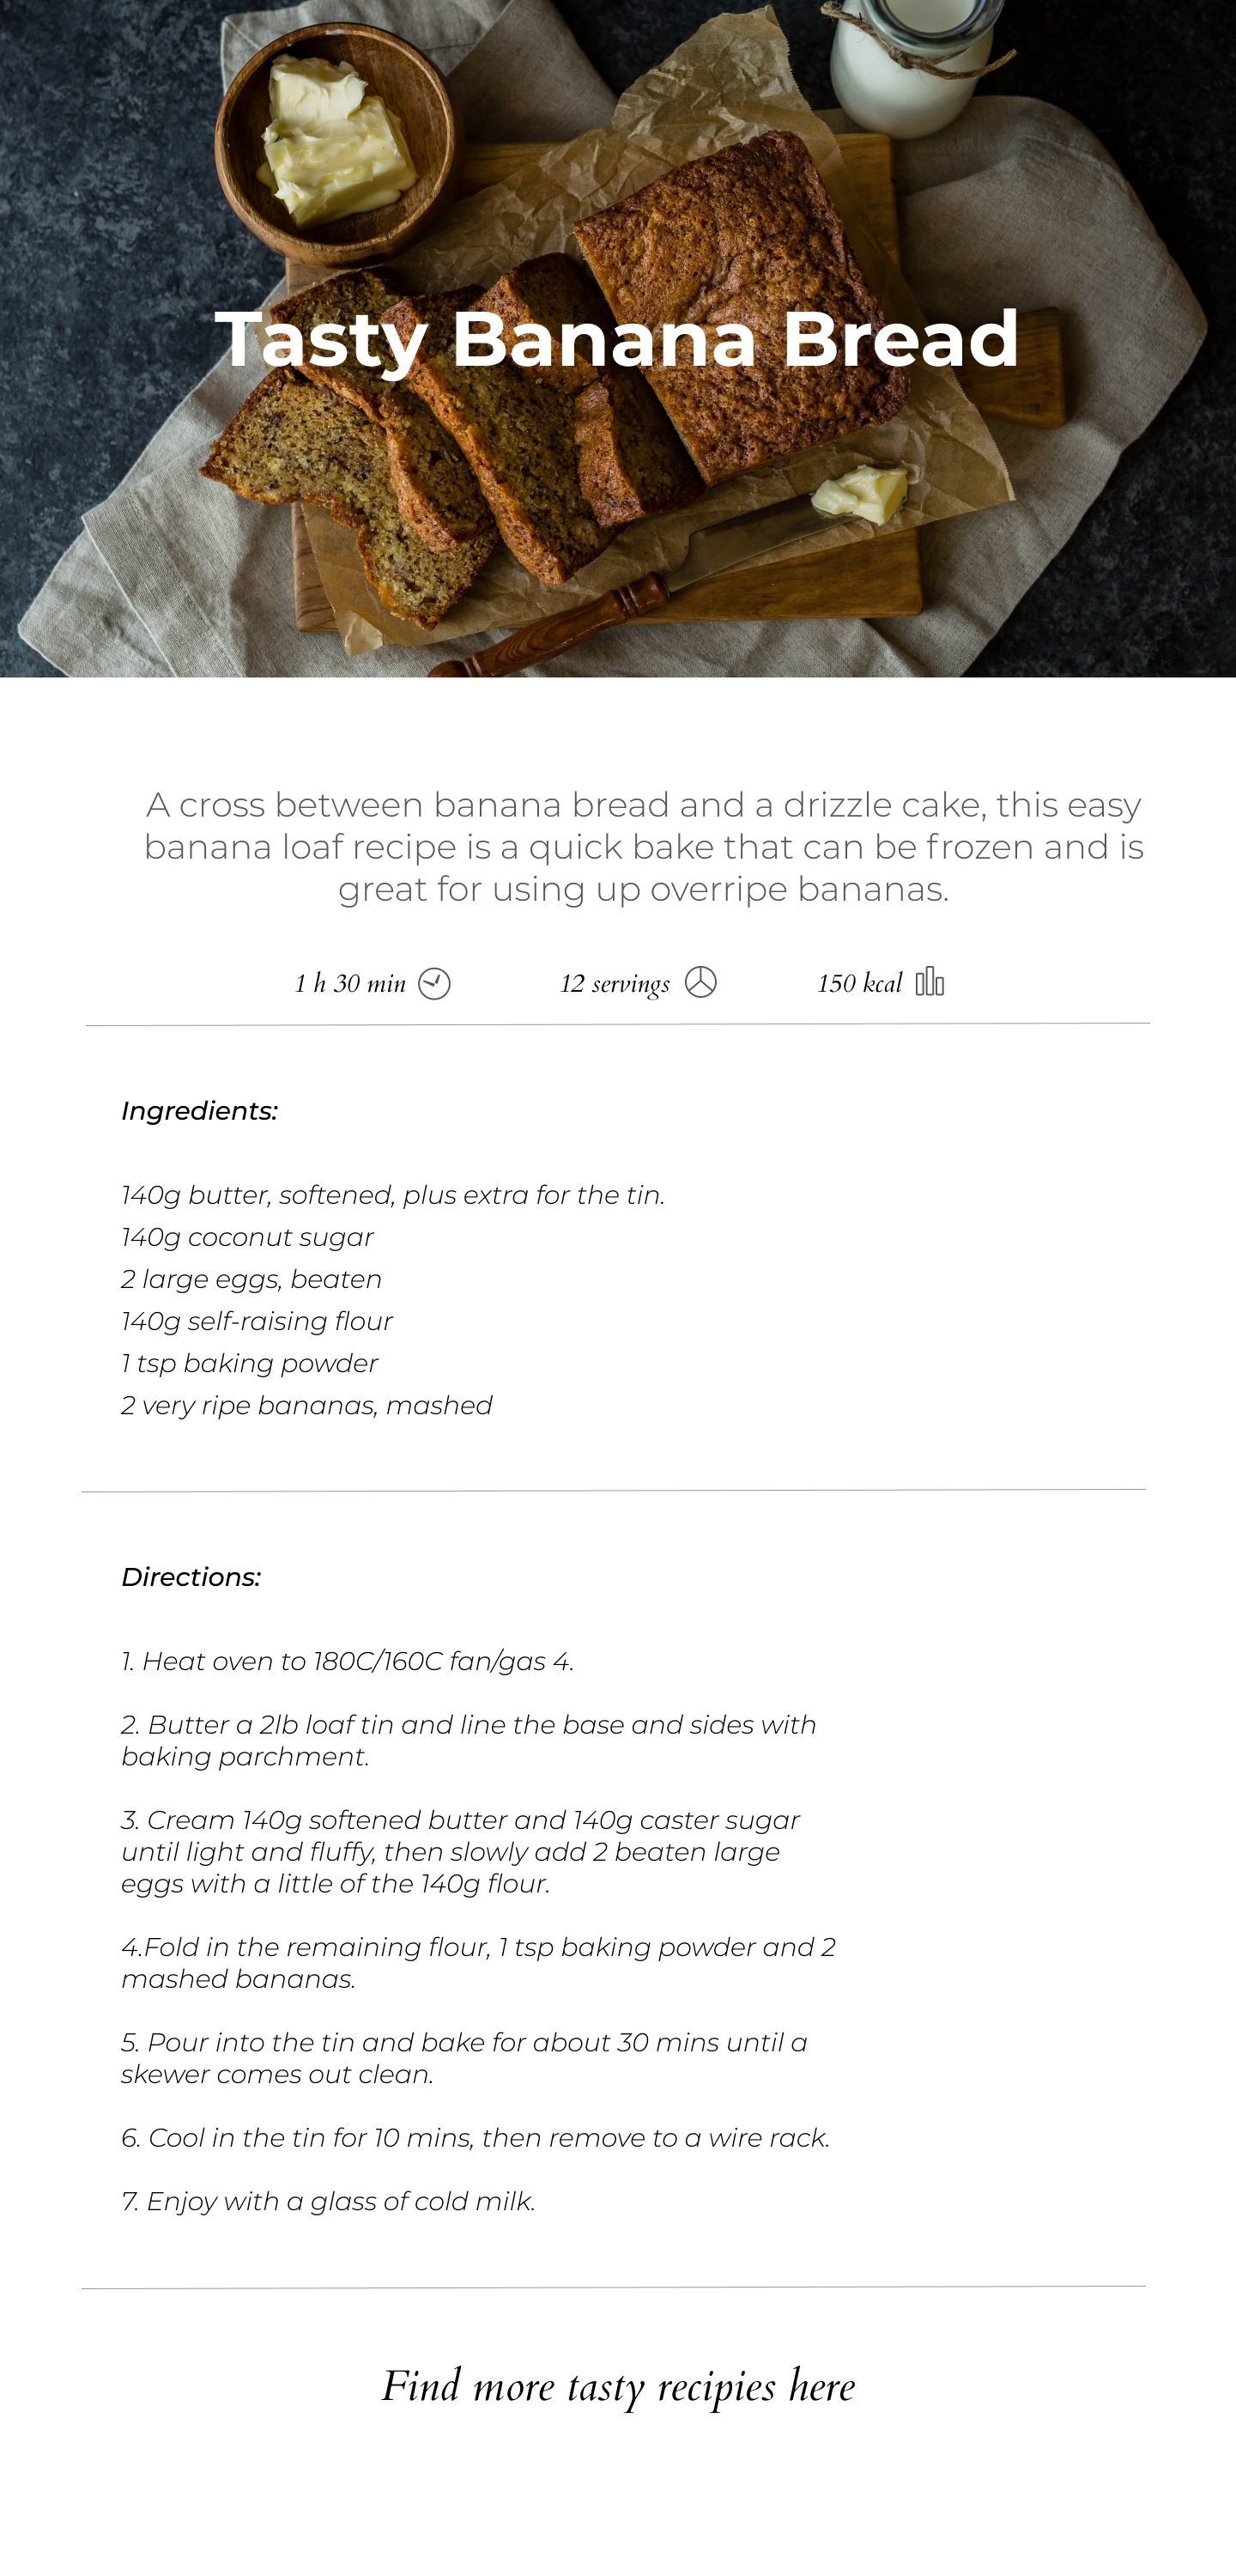 Tasty Banana Bread
A cross between banana bread and a drizzle cake, this easy
banana loaf recipe is a quick bake that can be frozen and is
great for using up overripe bananas.
1 h 30 min
12 servings
150 kcal
Ingredients:
140g butter, softened, plus extra for the tin.
140g coconut sugar
2 large eggs, beaten
140g self-raising flour
1 tsp baking powder
2 very ripe bananas, mashed
Directions:
1. Heat oven to 180C/160C fan/gas 4.
2. Butter a 2lb loaf tin and line the base and sides with
baking parchment.
3. Cream 140g softened butter and 140g caster sugar
until light and fluffy, then slowly add 2 beaten large
eggs with a little of the 140g flour.
4.Fold in the remaining flour, 1 tsp baking powder and 2
mashed bananas.
5. Pour into the tin and bake for about 30 mins until a
skewer comes out clean.
6. Cool in the tin for 10 mins, then remove to a wire rack.
7. Enjoy with a glass of cold milk.
Find more tasty recipies here